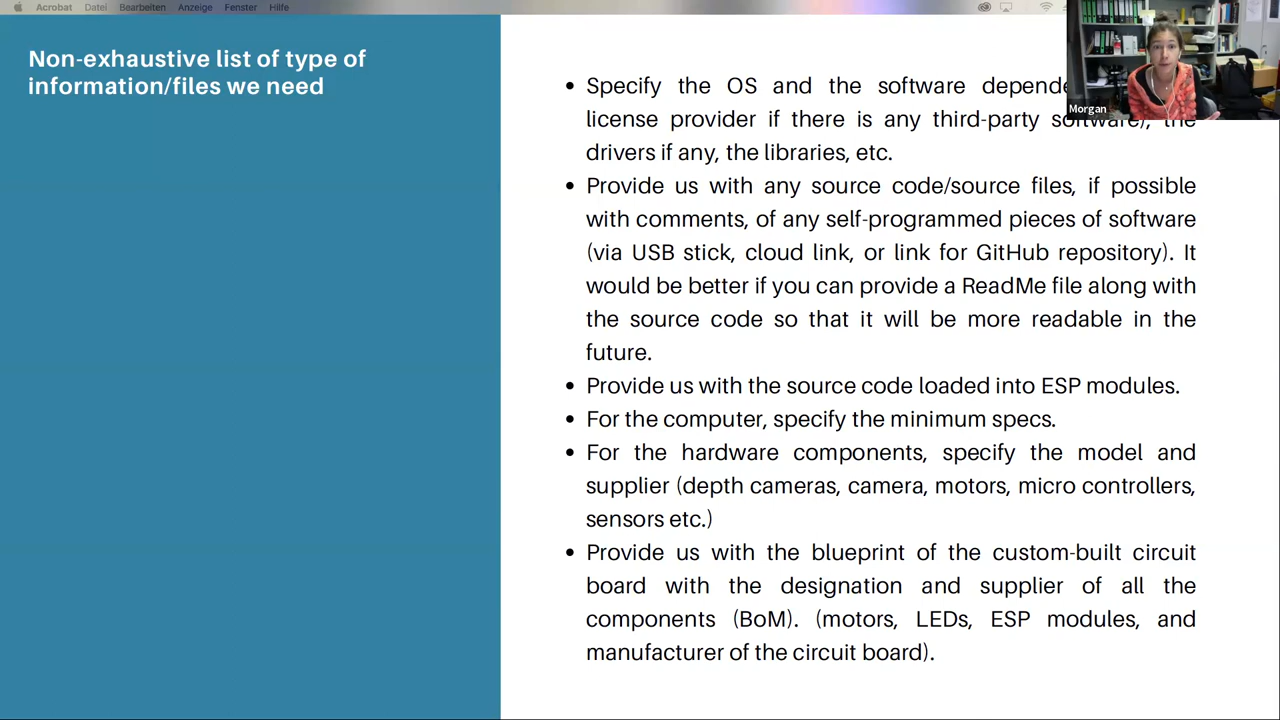 Acrobat Datei Bearbeiten Anzeige Fenster Hilfe
Non-exhaustive list of type of
information/files we need
Morgan
• Specify the OS and the software
license provider if there is any third-party
drivers if any, the libraries, etc.
• Provide us with any source code/source files, if possible
with comments, of any self-programmed pieces of software
(via USB stick, cloud link, or link for GitHub repository). It
would be better if you can provide a ReadMe file along with
the source code so that it will be more readable in the
future.
• Provide us with the source code loaded into ESP modules.
• For the computer, specify the minimum specs.
• For the hardware components, specify the model and
supplier (depth cameras, camera, motors, micro controllers,
sensors etc.)
• Provide us with the blueprint of the custom-built circuit
board with the designation and supplier of all the
components (BoM). (motors, LEDs, ESP modules, and
manufacturer of the circuit board).